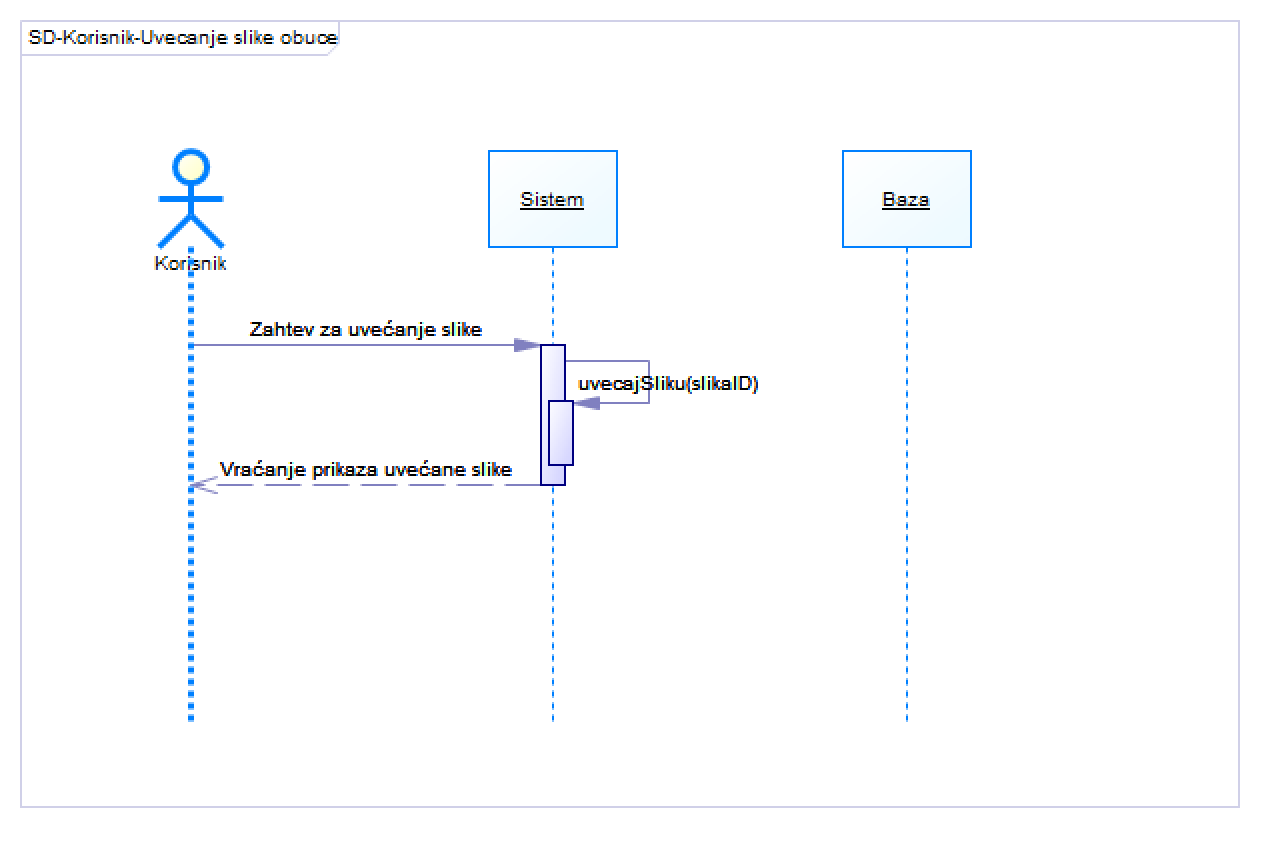 SD-Korisnik-Uvecanje slike obuce
Sistem
Baza
Korisnik
Zahtev za uvećanje slike
uvecajSliku(slikaID)
Vraćanje prikaza uvećane slike